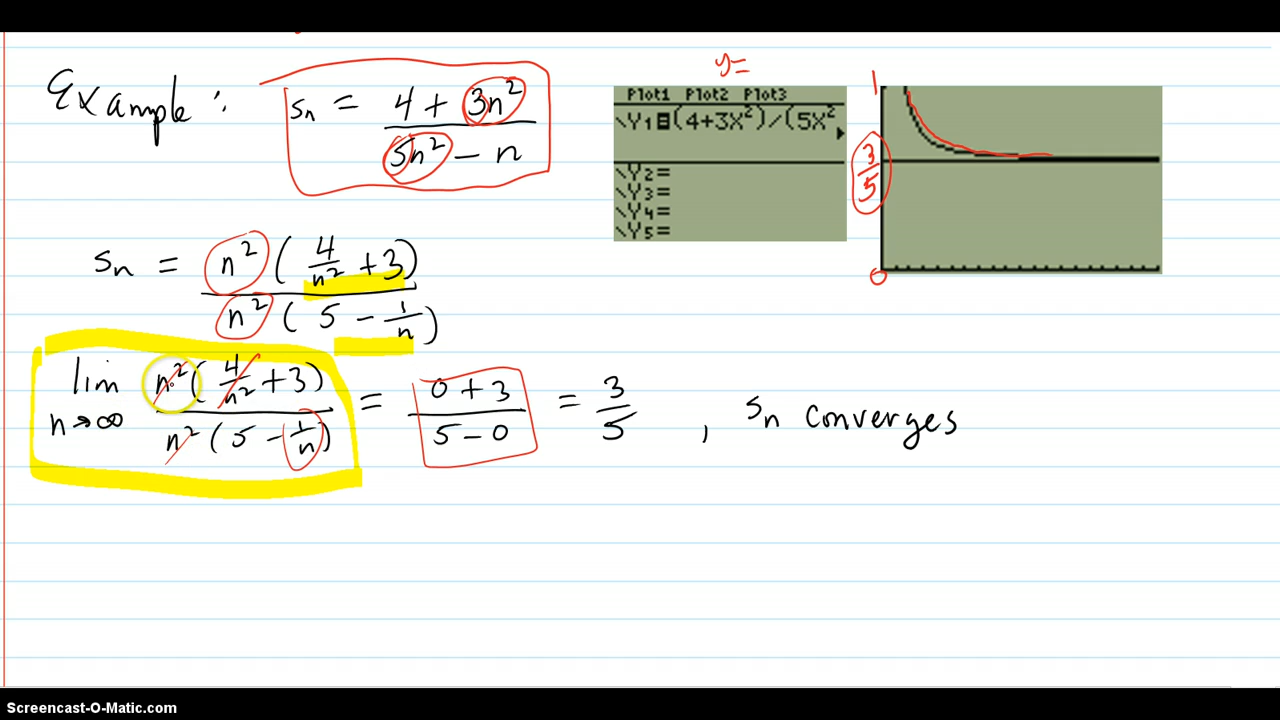 Example: sₙ = (4 + 3n²) / (5n² − n)
y=
Plot1 Plot2 Plot3
\Y₁=(4+3X²)/(5X²
\Y₂=
\Y₃=
\Y₄=
\Y₅=
1
3/5
0
sₙ = n² (4/n² + 3) / n² (5 − 1/n)
lim n→∞ n² (4/n² + 3) / n² (5 − 1/n) = (0 + 3) / (5 − 0) = 3/5 , sₙ converges
Screencast-O-Matic.com